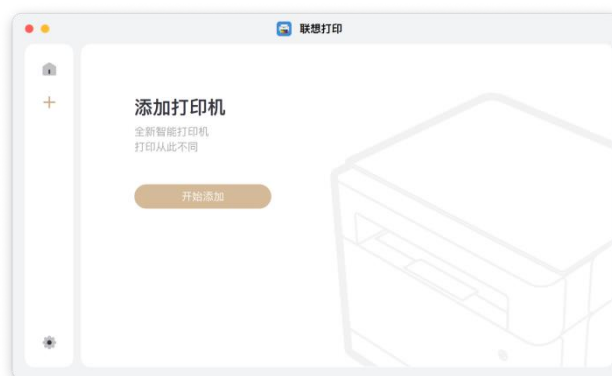 联想打印
添加打印机
全新智能打印机
打印从此不同
开始添加